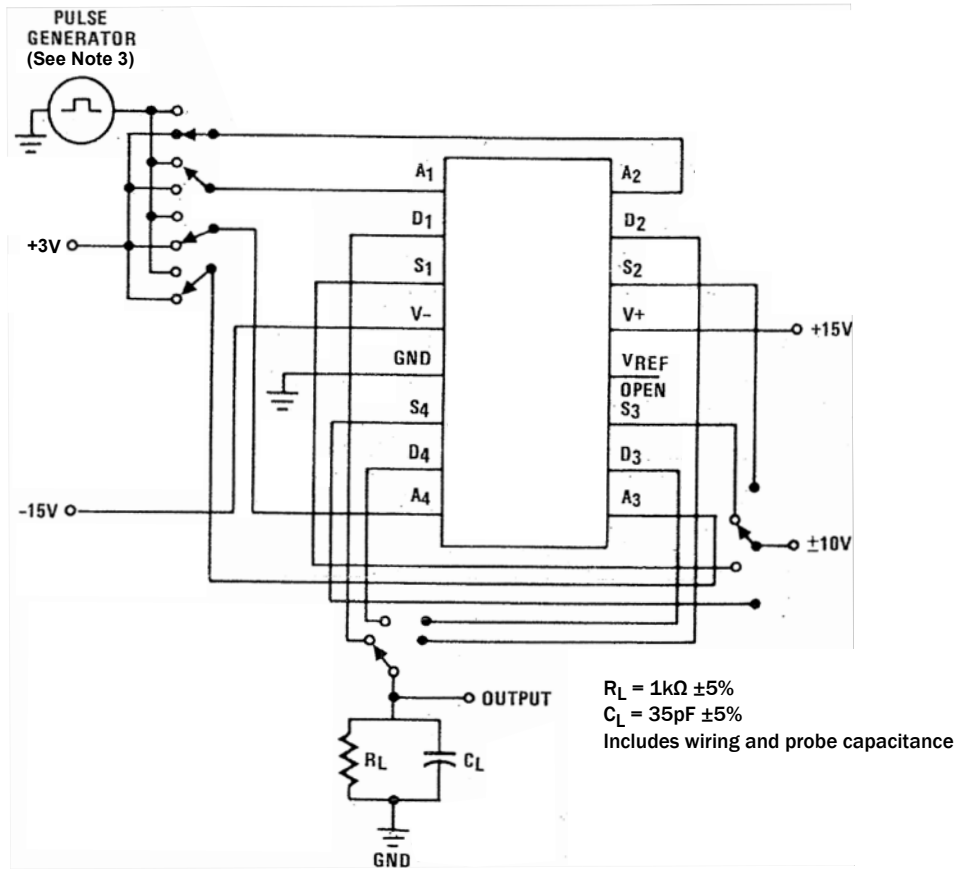 PULSE
GENERATOR
(See Note 3)
+3V
-15V
A1
D1
S1
V-
GND
S4
D4
A4
A2
D2
S2
V+
VREF
OPEN
S3
D3
A3
+15V
±10V
OUTPUT
RL
CL
GND
RL = 1kΩ ±5%
CL = 35pF ±5%
Includes wiring and probe capacitance